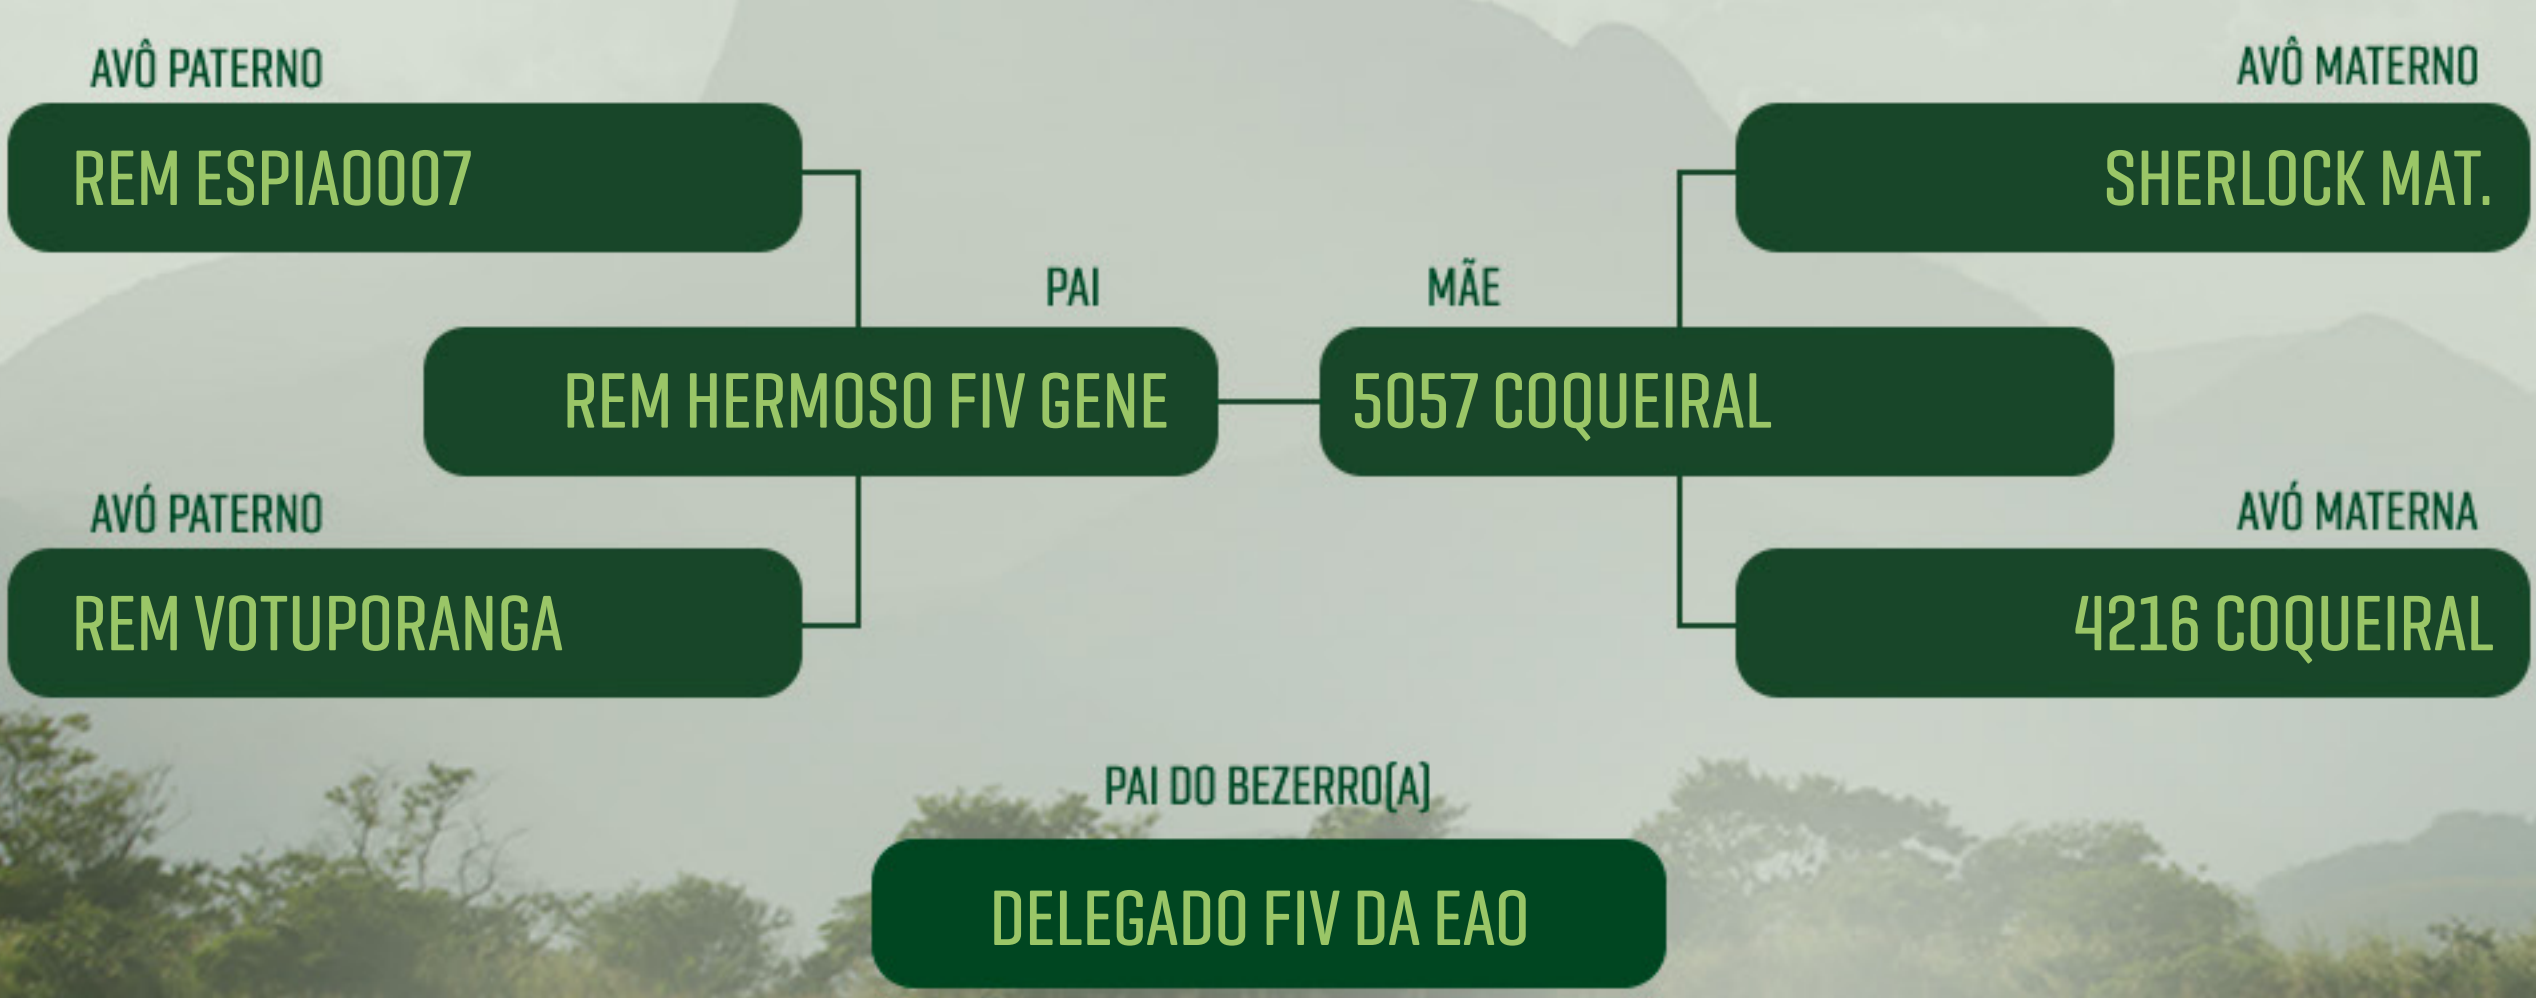 AVÔ PATERNO
REM ESPIAO007
AVÔ MATERNO
SHERLOCK MAT.
PAI
REM HERMOSO FIV GENE
MÃE
5057 COQUEIRAL
AVÓ PATERNO
REM VOTUPORANGA
AVÓ MATERNA
4216 COQUEIRAL
PAI DO BEZERRO(A)
DELEGADO FIV DA EAO